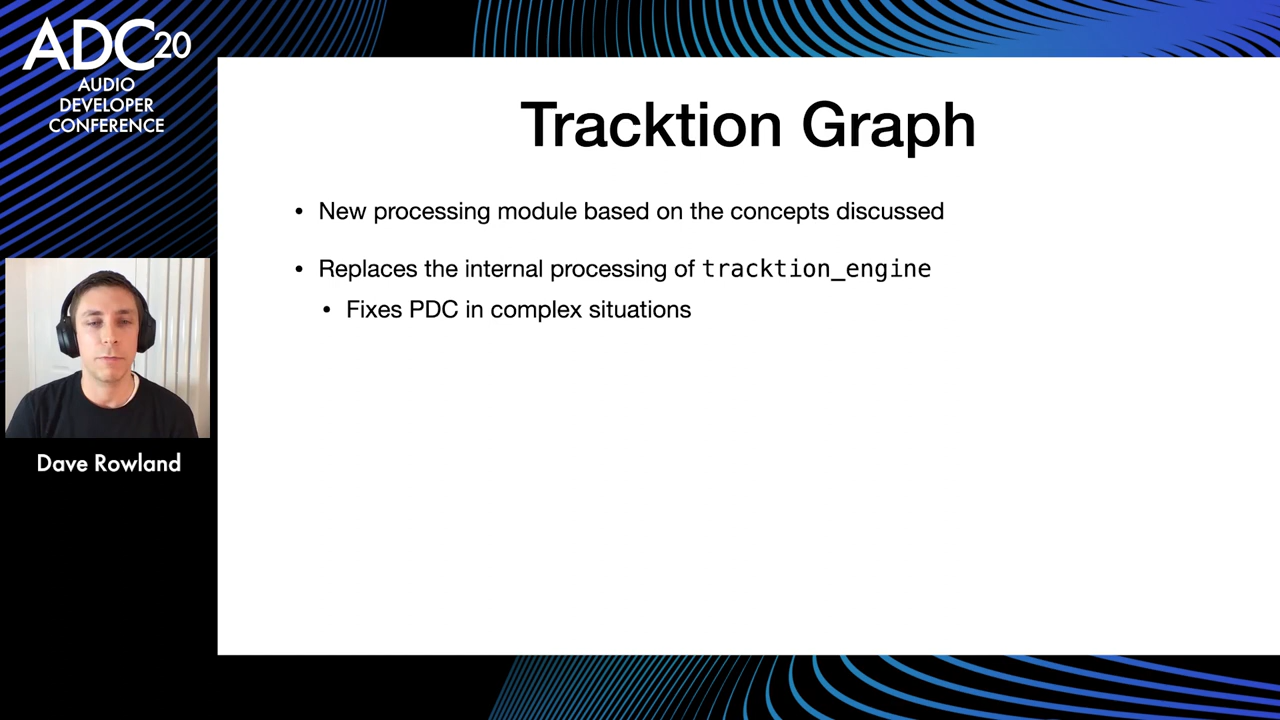 ADC20
AUDIO
DEVELOPER
CONFERENCE
Tracktion Graph
• New processing module based on the concepts discussed
• Replaces the internal processing of tracktion_engine
• Fixes PDC in complex situations
Dave Rowland